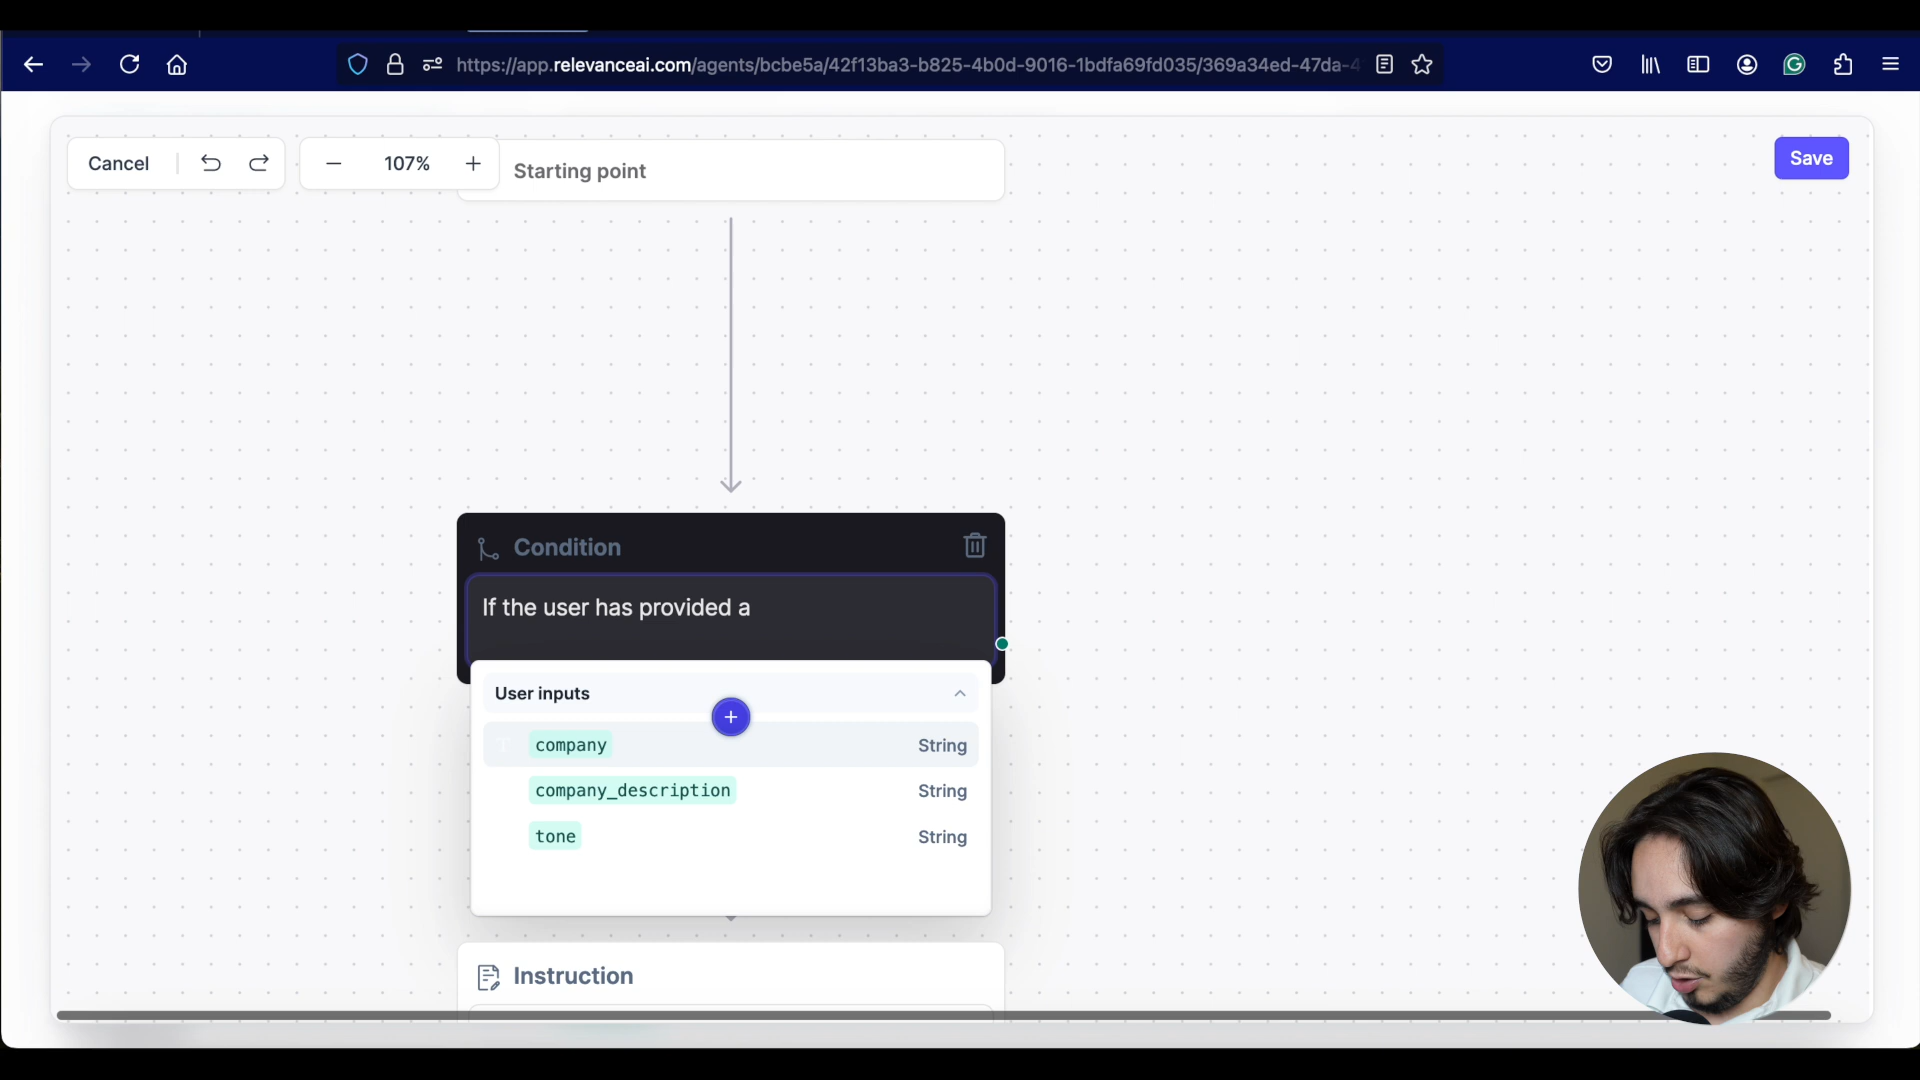 https://app.relevanceai.com/agents/bcbe5a/42f13ba3-b825-4b0d-9016-1bdfa69fd035/369a34ed-47da-4
Cancel
107%
Starting point
Save
Condition
If the user has provided a
User inputs
company String
company_description String
tone String
Instruction